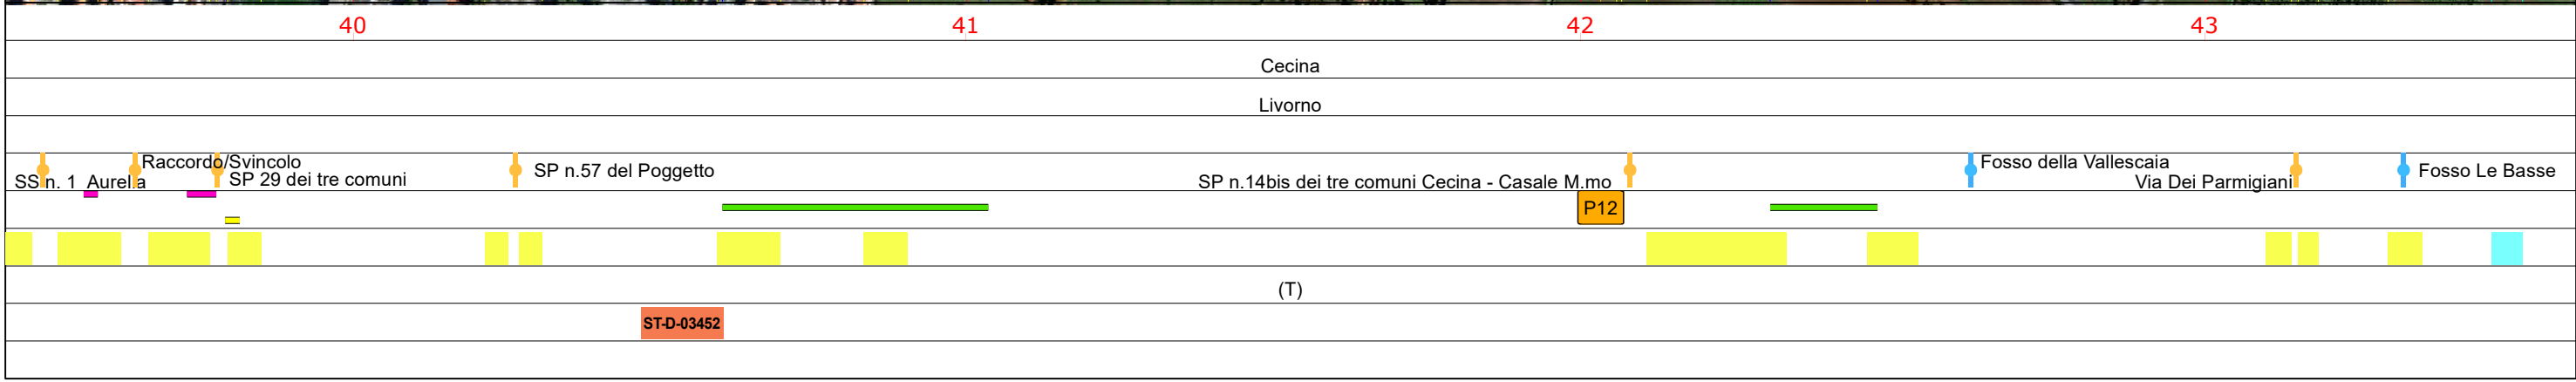 40 41 42 43
Cecina
Livorno
Raccordo/Svincolo
Fosso della Vallescaia
SP n.57 del Poggetto
Fosso Le Basse
SS n. 1 Aurelia
SP 29 dei tre comuni
SP n.14bis dei tre comuni Cecina - Casale M.mo
Via Dei Parmigiani
P12
(T)
ST-D-03452